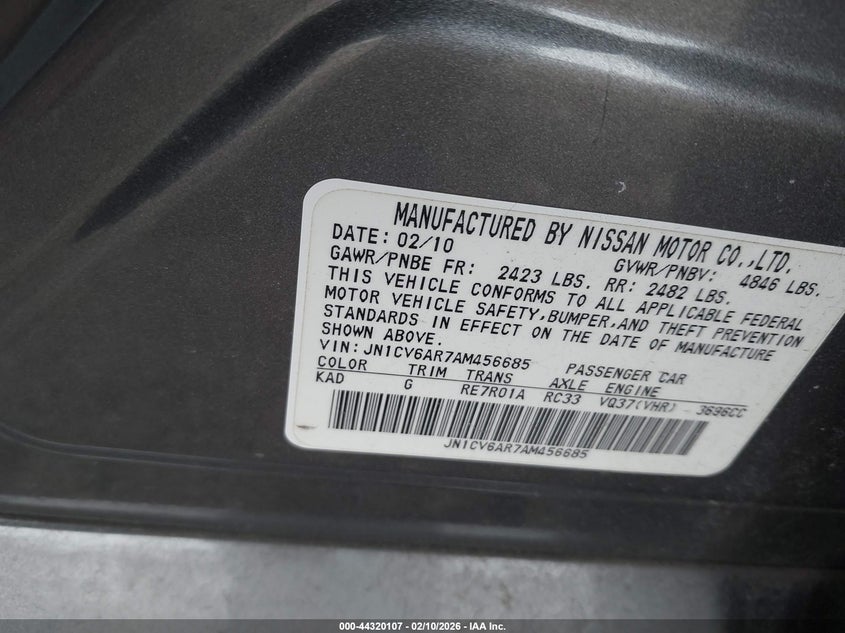 MANUFACTURED BY NISSAN MOTOR CO.,LTD.
DATE: 02/10 GVWR/PNBV: 4846 LBS.
GAWR/PNBE FR: 2423 LBS. RR: 2482 LBS.
THIS VEHICLE CONFORMS TO ALL APPLICABLE FEDERAL
MOTOR VEHICLE SAFETY,BUMPER,AND THEFT PREVENTION
STANDARDS IN EFFECT ON THE DATE OF MANUFACTURE
SHOWN ABOVE.
VIN:JN1CV6AR7AM456685 PASSENGER CAR
COLOR TRIM TRANS AXLE ENGINE
KAD G RE7R01A RC33 VQ37(VHR) 3696CC
JN1CV6AR7AM456685
000-44320107 - 02/10/2026 - IAA Inc.